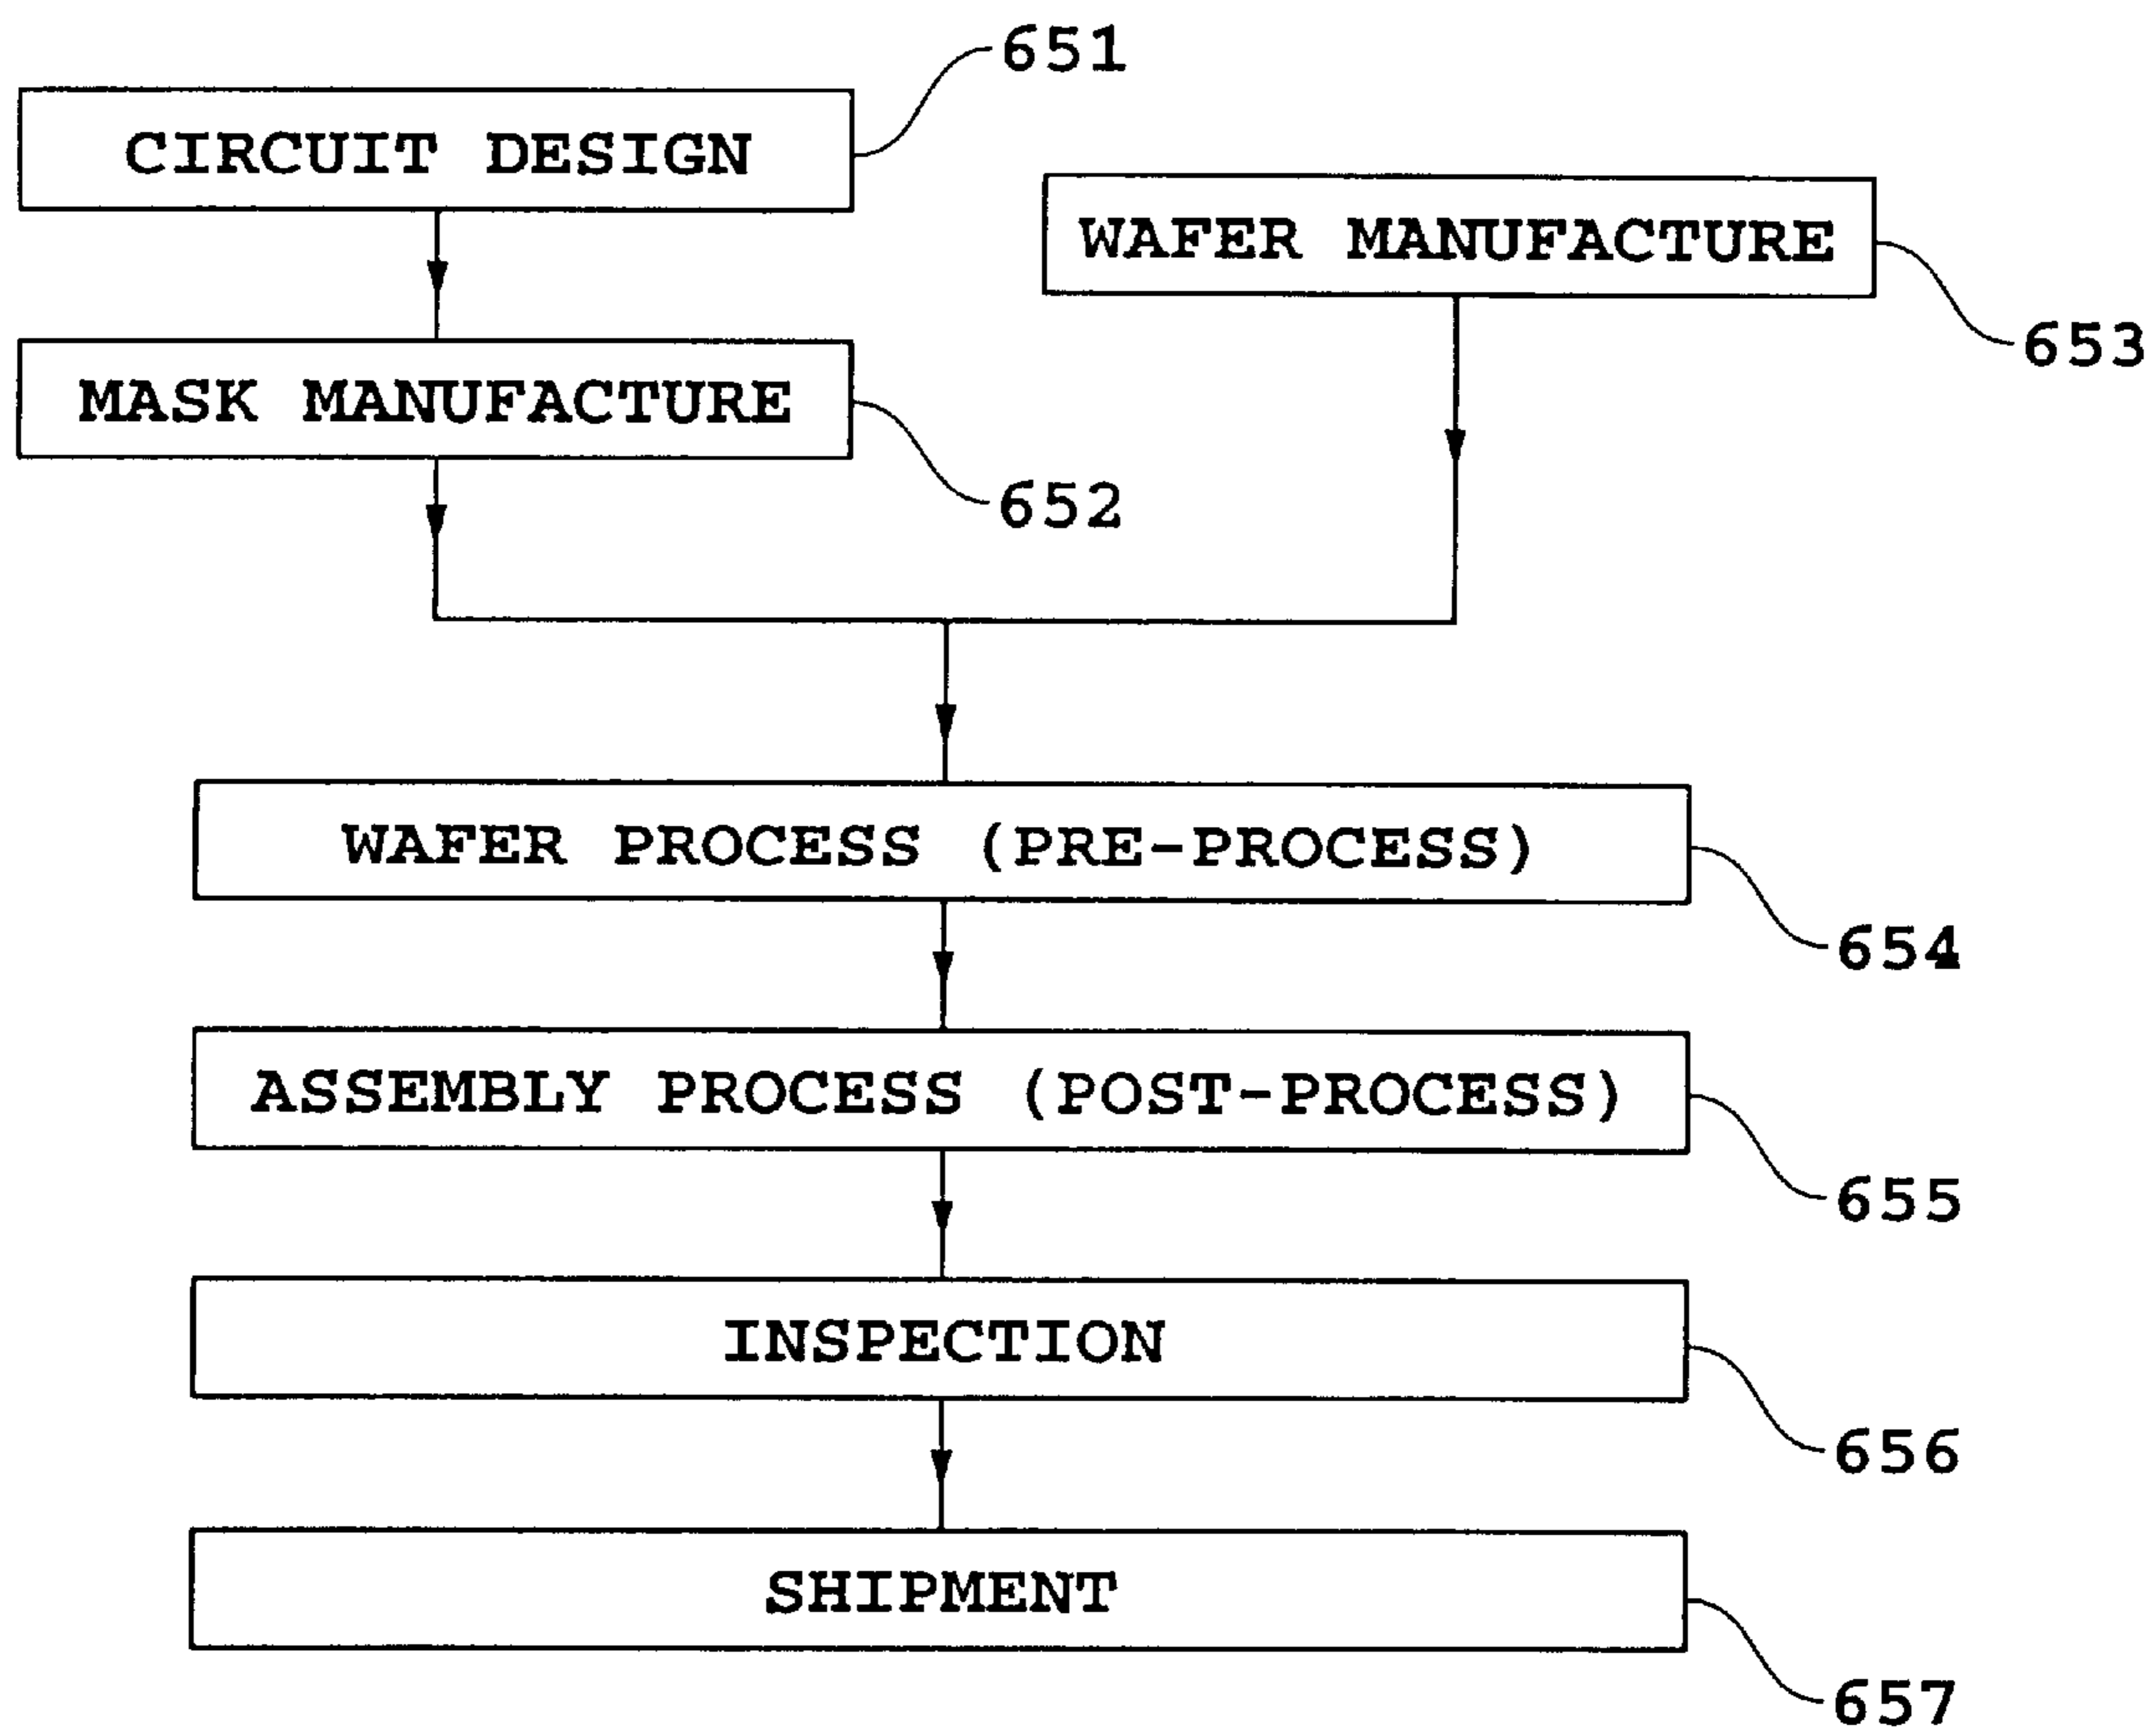 651
CIRCUIT DESIGN
WAFER MANUFACTURE
653
MASK MANUFACTURE
652
WAFER PROCESS (PRE-PROCESS)
654
ASSEMBLY PROCESS (POST-PROCESS)
655
INSPECTION
656
SHIPMENT
657